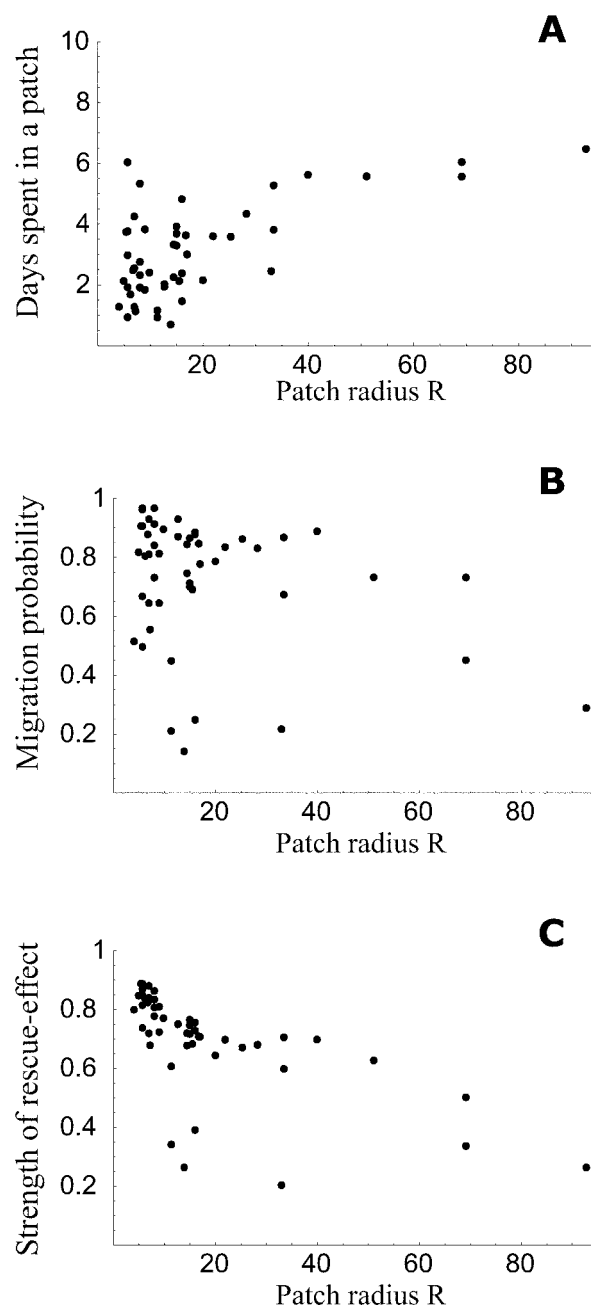 A
10
8
6
4
2
Days spent in a patch
20 40 60 80
Patch radius R
B
1
0.8
0.6
0.4
0.2
Migration probability
20 40 60 80
Patch radius R
C
1
0.8
0.6
0.4
0.2
Strength of rescue-effect
20 40 60 80
Patch radius R